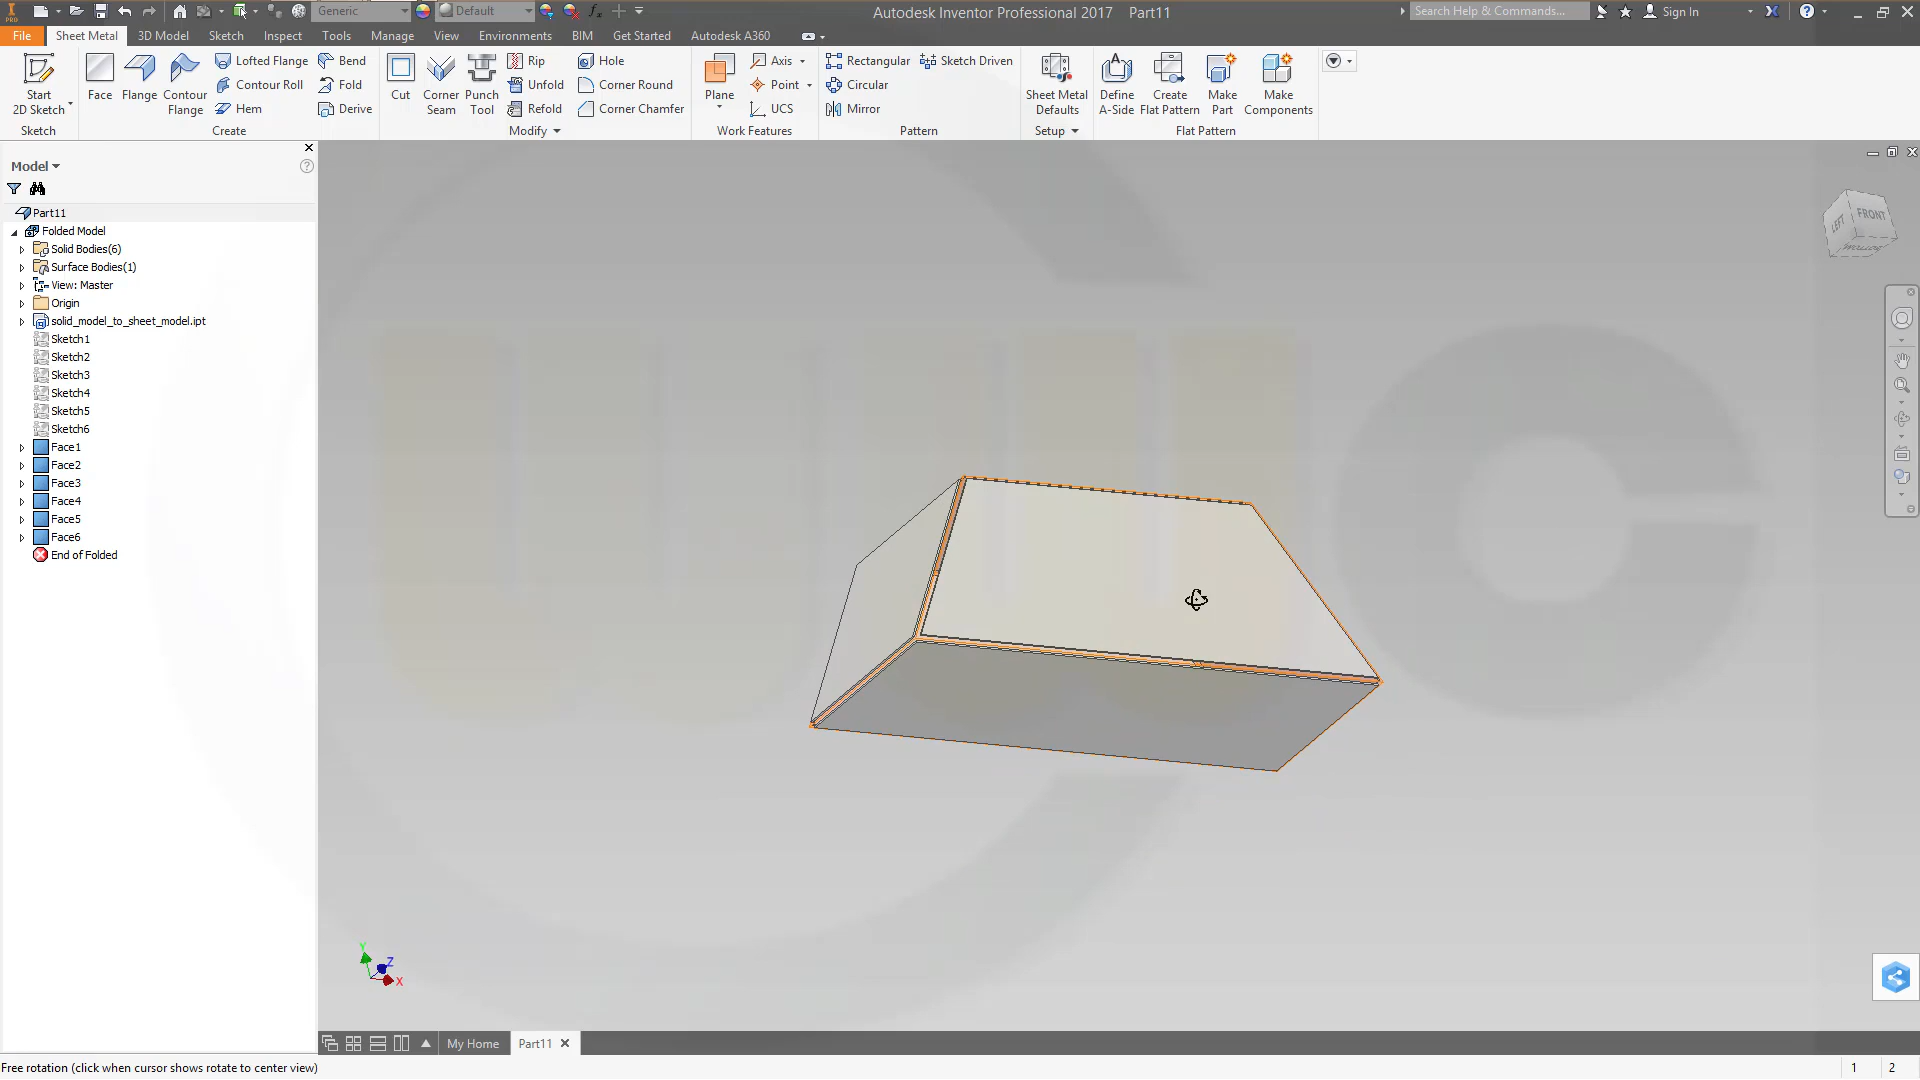 PRO Generic Default fx Autodesk Inventor Professional 2017 Part11 Search Help & Commands... Sign In
File Sheet Metal 3D Model Sketch Inspect Tools Manage View Environments BIM Get Started Autodesk A360
Start 2D Sketch
Sketch
Face
Flange
Contour Flange
Lofted Flange
Contour Roll
Hem
Bend
Fold
Derive
Create
Cut
Corner Seam
Punch Tool
Rip
Unfold
Refold
Hole
Corner Round
Corner Chamfer
Modify
Plane
Axis
Point
UCS
Work Features
Rectangular
Circular
Mirror
Sketch Driven
Pattern
Sheet Metal Defaults
Setup
Define A-Side
Create Flat Pattern
Make Part
Make Components
Flat Pattern
Model
Part11
Folded Model
Solid Bodies(6)
Surface Bodies(1)
View: Master
Origin
solid_model_to_sheet_model.ipt
Sketch1
Sketch2
Sketch3
Sketch4
Sketch5
Sketch6
Face1
Face2
Face3
Face4
Face5
Face6
End of Folded
LEFT FRONT
Y
Z
X
My Home Part11
Free rotation (click when cursor shows rotate to center view) 1 2